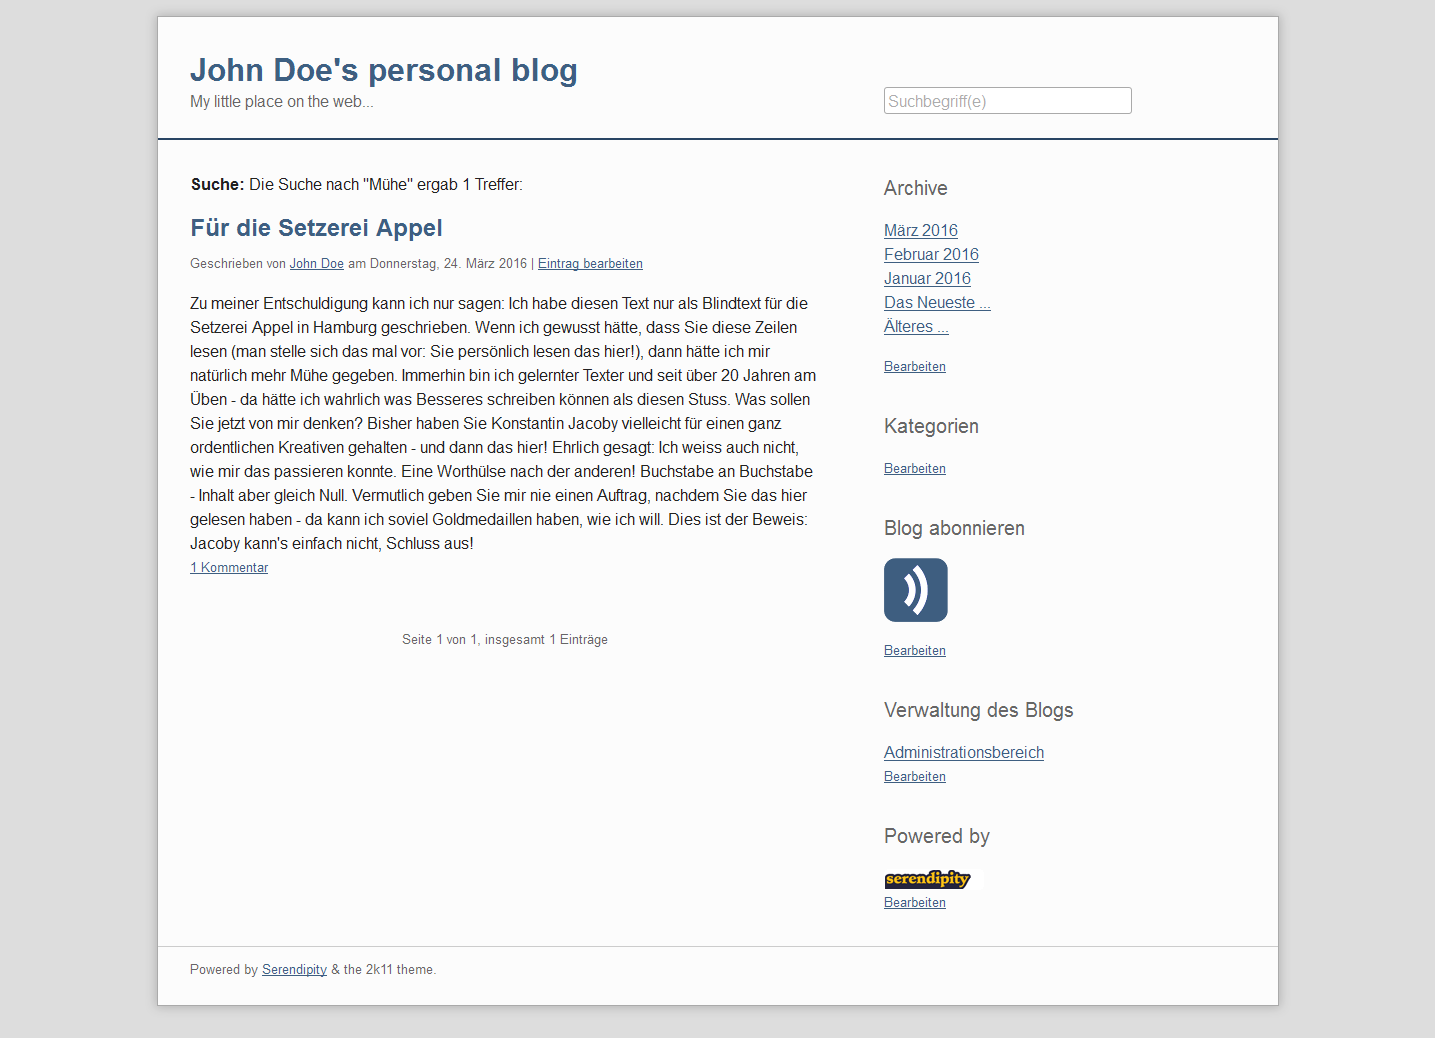 John Doe's personal blog
My little place on the web...
Suchbegriff(e)
Suche: Die Suche nach "Mühe" ergab 1 Treffer:
Für die Setzerei Appel
Geschrieben von John Doe am Donnerstag, 24. März 2016 | Eintrag bearbeiten
Zu meiner Entschuldigung kann ich nur sagen: Ich habe diesen Text nur als Blindtext für die
Setzerei Appel in Hamburg geschrieben. Wenn ich gewusst hätte, dass Sie diese Zeilen
lesen (man stelle sich das mal vor: Sie persönlich lesen das hier!), dann hätte ich mir
natürlich mehr Mühe gegeben. Immerhin bin ich gelernter Texter und seit über 20 Jahren am
Üben - da hätte ich wahrlich was Besseres schreiben können als diesen Stuss. Was sollen
Sie jetzt von mir denken? Bisher haben Sie Konstantin Jacoby vielleicht für einen ganz
ordentlichen Kreativen gehalten - und dann das hier! Ehrlich gesagt: Ich weiss auch nicht,
wie mir das passieren konnte. Eine Worthülse nach der anderen! Buchstabe an Buchstabe
- Inhalt aber gleich Null. Vermutlich geben Sie mir nie einen Auftrag, nachdem Sie das hier
gelesen haben - da kann ich soviel Goldmedaillen haben, wie ich will. Dies ist der Beweis:
Jacoby kann's einfach nicht, Schluss aus!
1 Kommentar
Seite 1 von 1, insgesamt 1 Einträge
Archive
März 2016
Februar 2016
Januar 2016
Das Neueste ...
Älteres ...
Bearbeiten
Kategorien
Bearbeiten
Blog abonnieren
Bearbeiten
Verwaltung des Blogs
Administrationsbereich
Bearbeiten
Powered by
serendipity
Bearbeiten
Powered by Serendipity & the 2k11 theme.